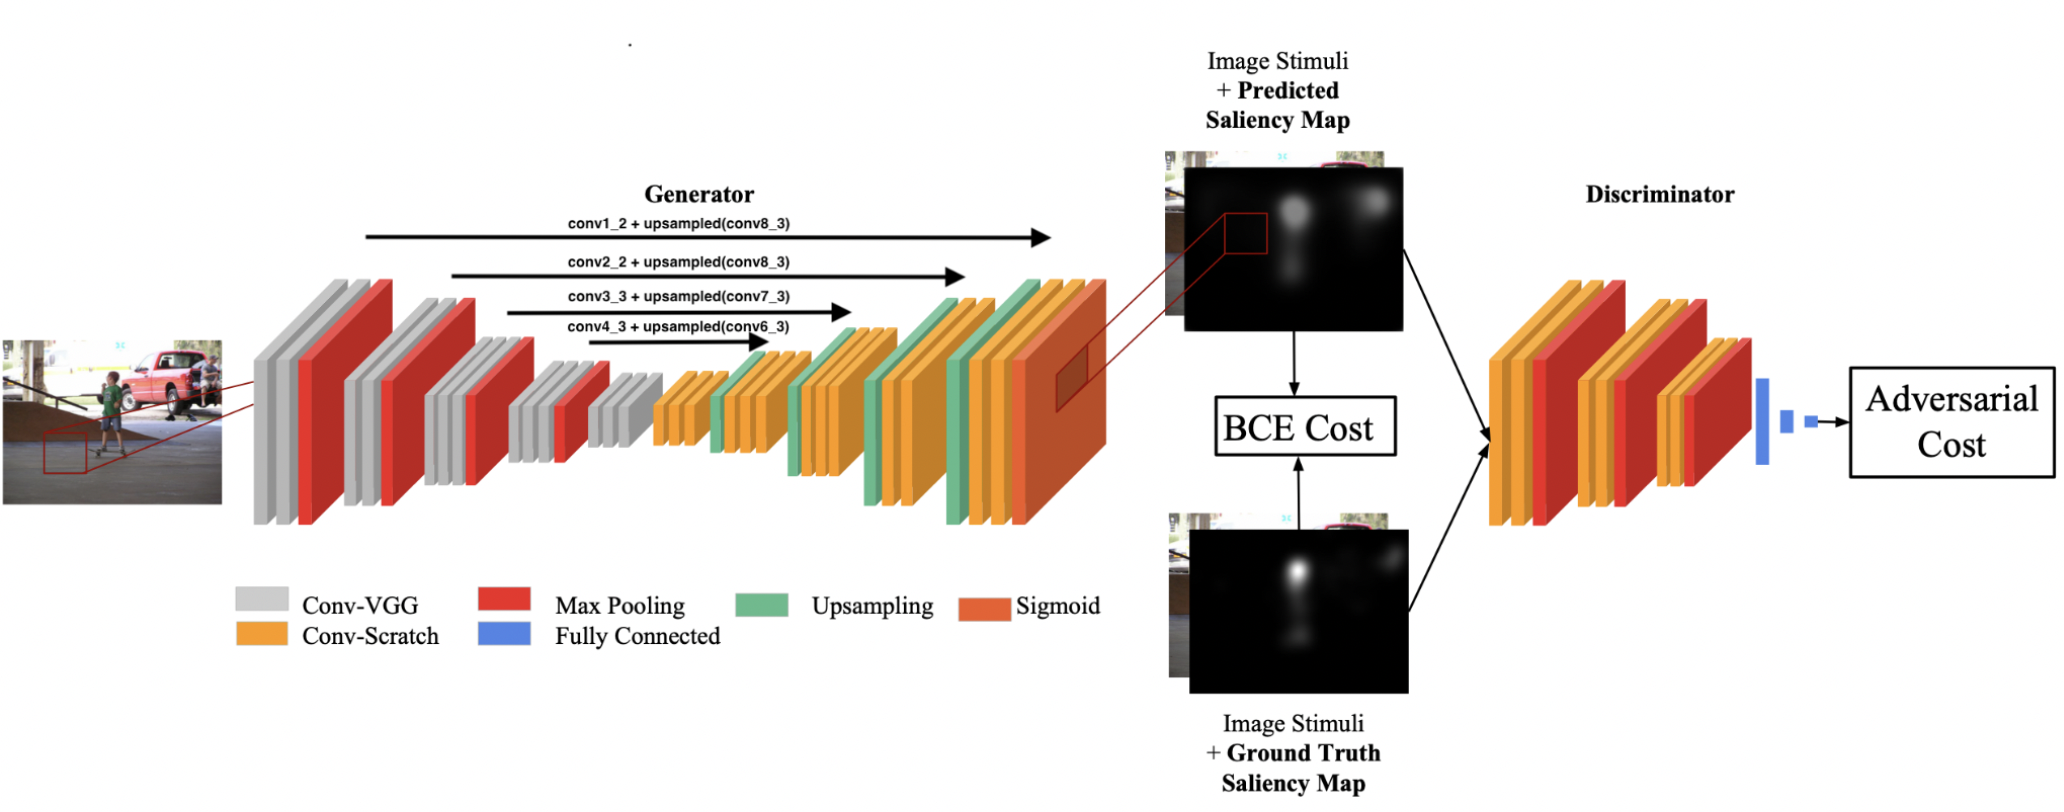 Image Stimuli
+ Predicted
Saliency Map
Generator
Discriminator
conv1_2 + upsampled(conv8_3)
conv2_2 + upsampled(conv8_3)
conv3_3 + upsampled(conv7_3)
conv4_3 + upsampled(conv6_3)
BCE Cost
Adversarial
Cost
Conv-VGG
Max Pooling
Upsampling
Sigmoid
Conv-Scratch
Fully Connected
Image Stimuli
+ Ground Truth
Saliency Map